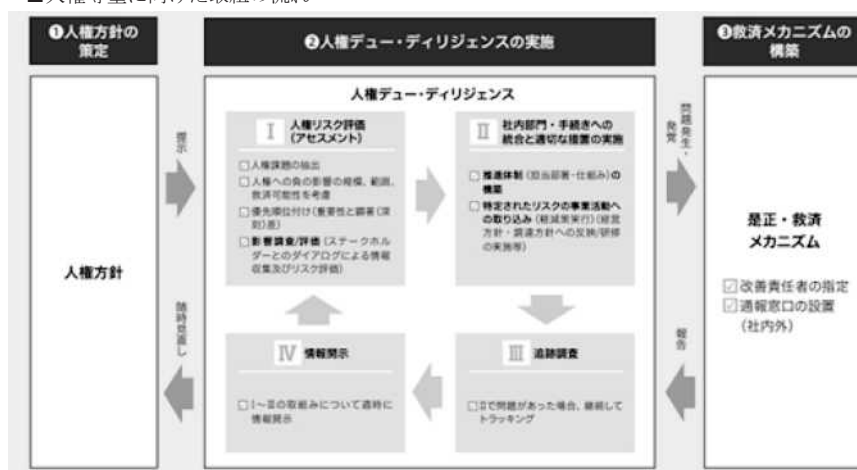 ❶人権方針の
策定
❷人権デュー・ディリジェンスの実施
❸救済メカニズムの
構築
人権方針
提示
随時見直し
人権デュー・ディリジェンス
Ⅰ 人権リスク評価
(アセスメント)
□人権課題の抽出
□人権への負の影響の規模、範囲、
救済可能性を考慮
□優先順位付け(重要性と顕著(深
刻)度)
□影響調査/評価(ステークホル
ダーとのダイアログによる情報
収集及びリスク評価)
Ⅱ 社内部門・手続きへの
統合と適切な措置の実施
□推進体制(担当部署・仕組み)の
構築
□特定されたリスクの事業活動へ
の取り込み(軽減策実行)(経営
方針・調達方針への反映/研修
の実施等)
Ⅳ 情報開示
□Ⅰ～Ⅲの取組みについて適時に
情報開示
Ⅲ 追跡調査
□Ⅱで問題があった場合、継続して
トラッキング
問題発生・
発覚
報告
是正・救済
メカニズム
☑改善責任者の指定
☑通報窓口の設置
(社内外)